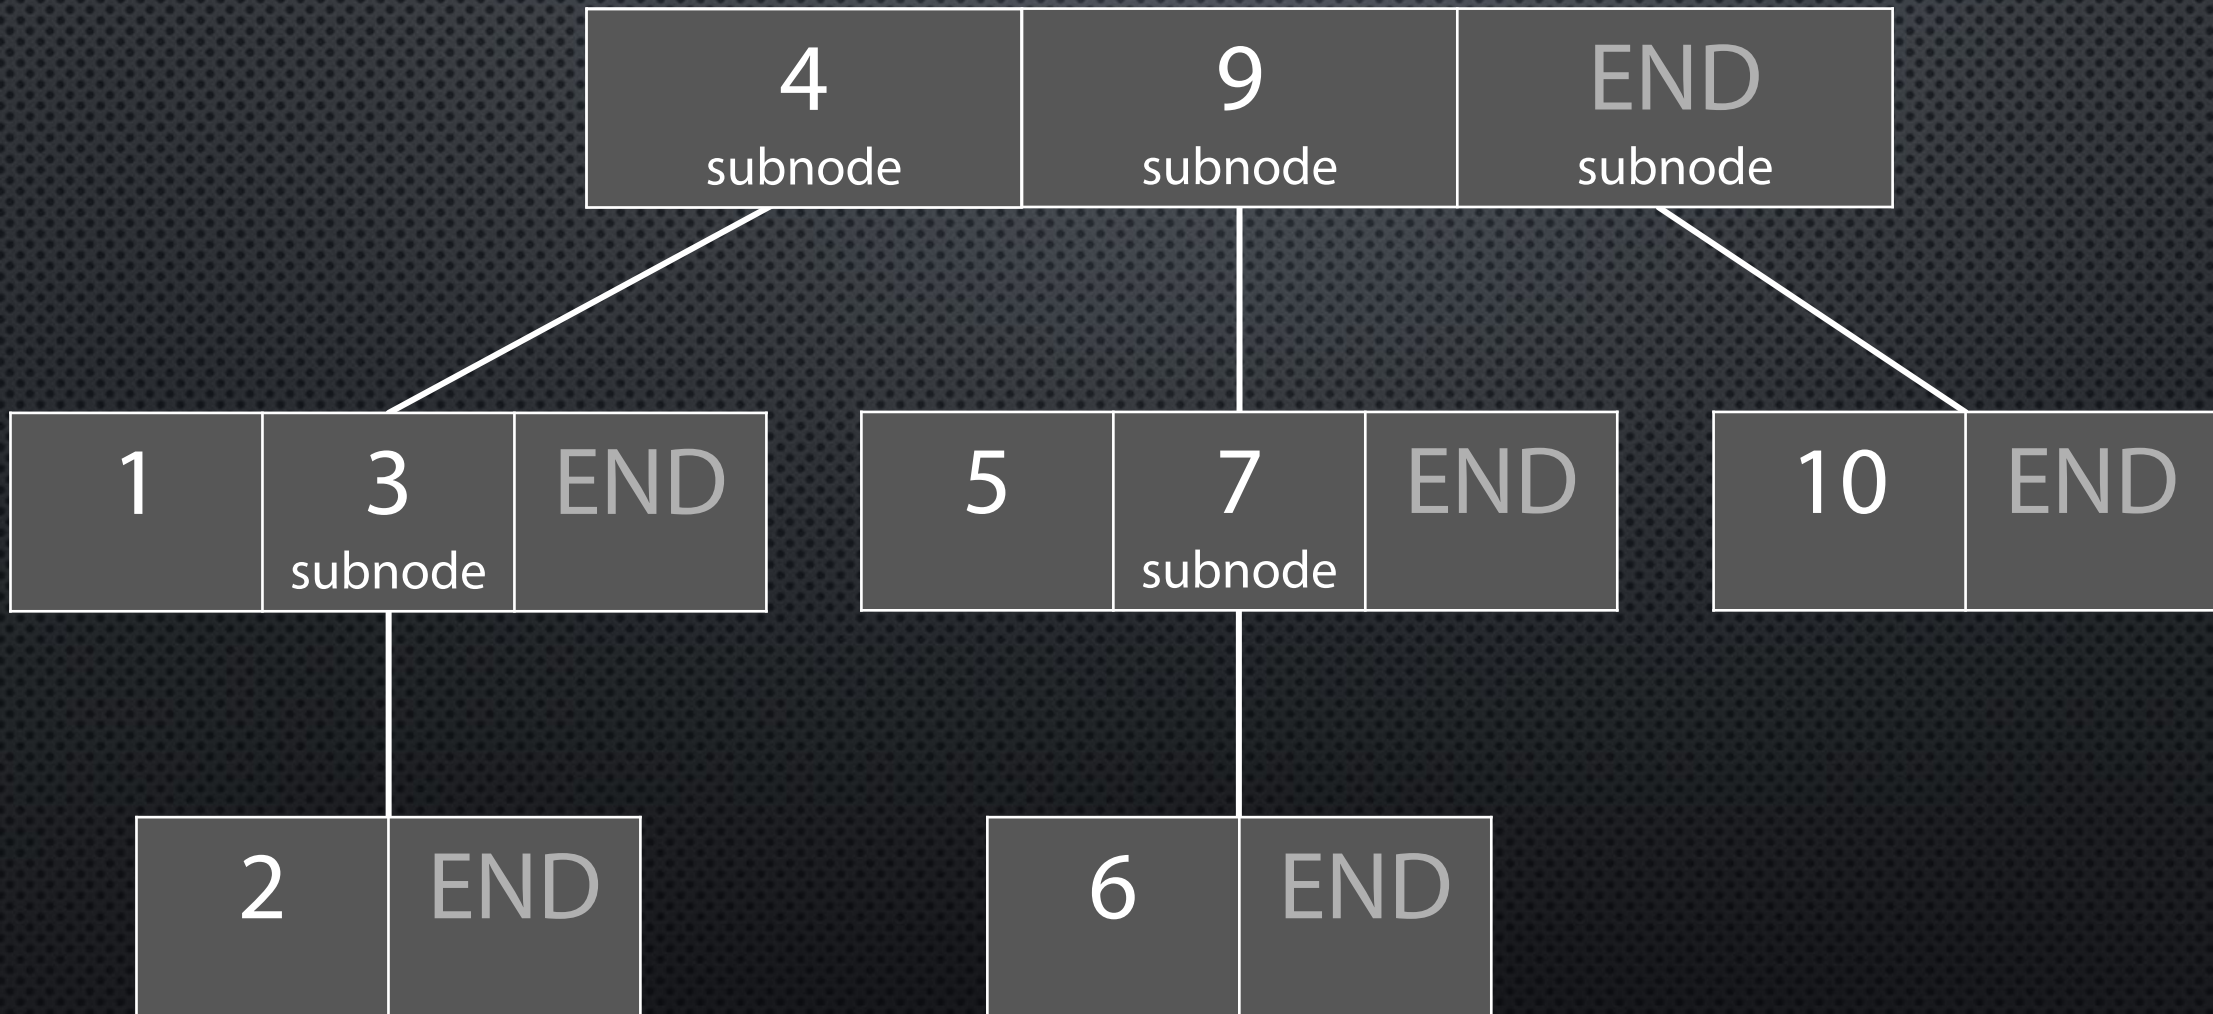 4 9 END
subnode subnode subnode
1 3 END 5 7 END 10 END
subnode subnode
2 END 6 END